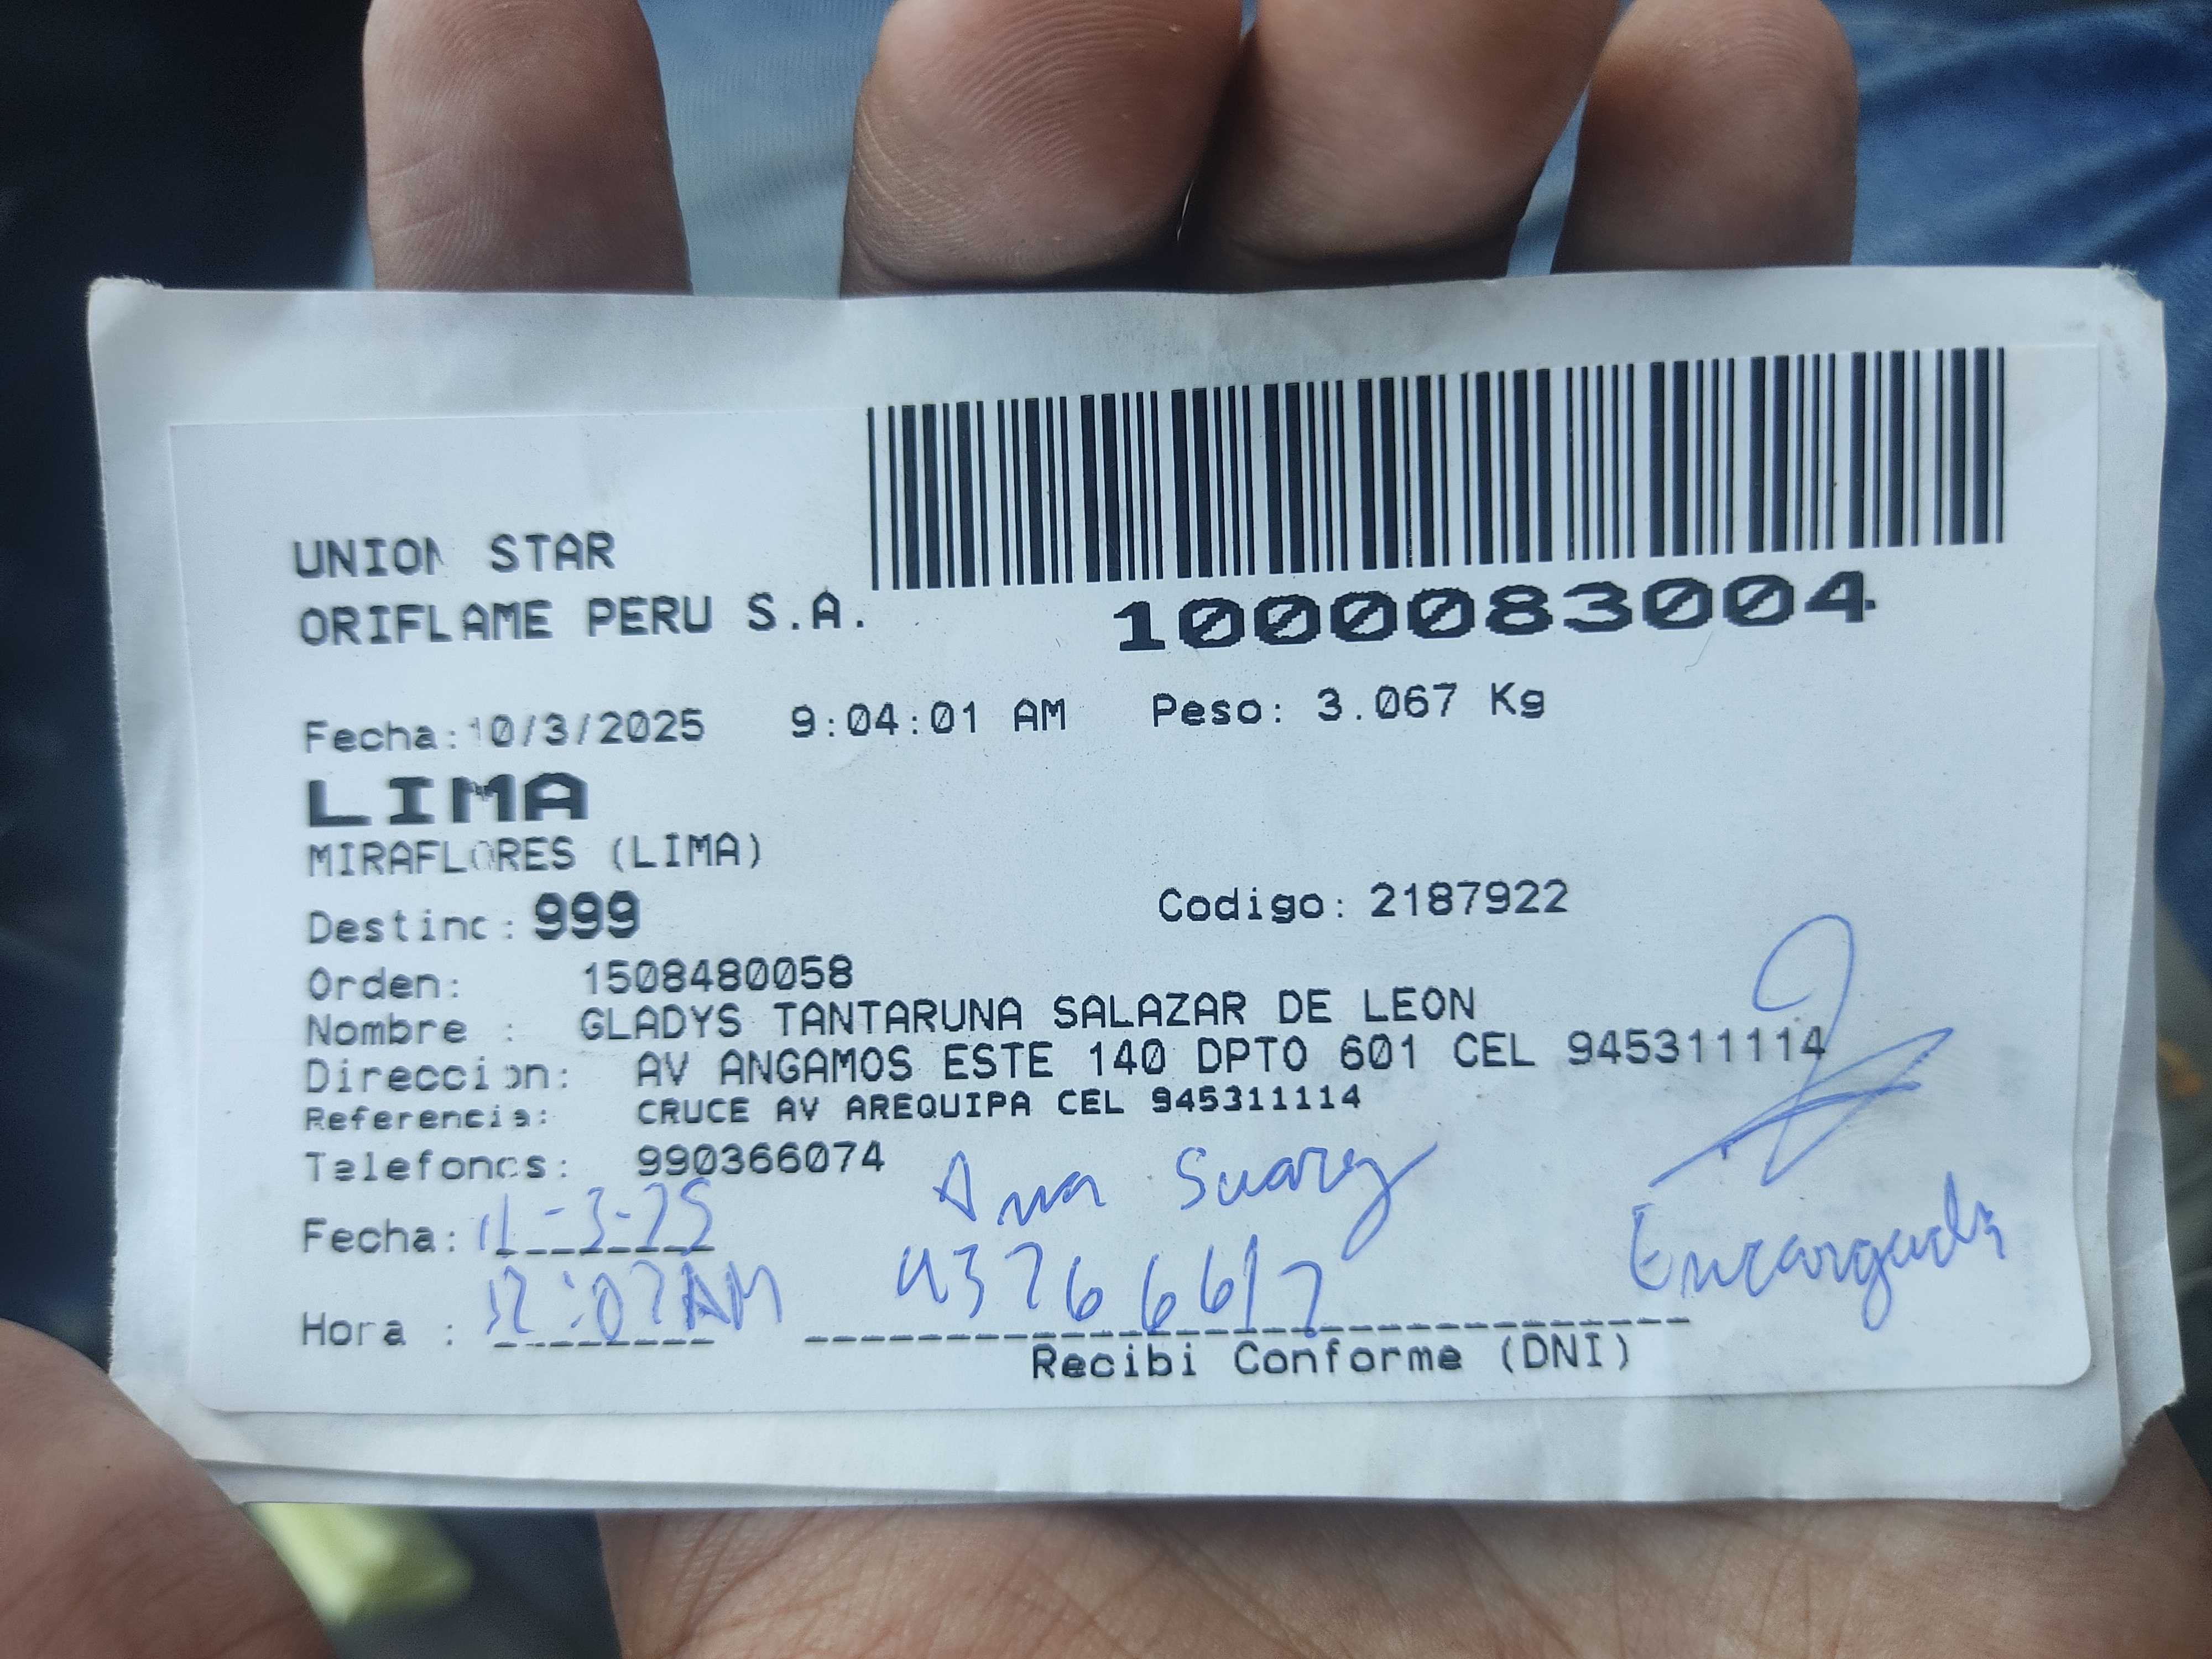 UNION STAR
ORIFLAME PERU S.A.
1000083004
Fecha:10/3/2025 9:04:01 AM Peso: 3.067 Kg
LIMA
MIRAFLORES (LIMA)
Destino: 999 Codigo: 2187922
Orden: 1508480058
Nombre : GLADYS TANTARUNA SALAZAR DE LEON
Direccion: AV ANGAMOS ESTE 140 DPTO 601 CEL 945311114
Referencia: CRUCE AV AREQUIPA CEL 945311114
Telefonos: 990366074
Ana Suarez
Fecha: 11-3-25
43766617
Encargada
Hora : 12:07AM
Recibi Conforme (DNI)